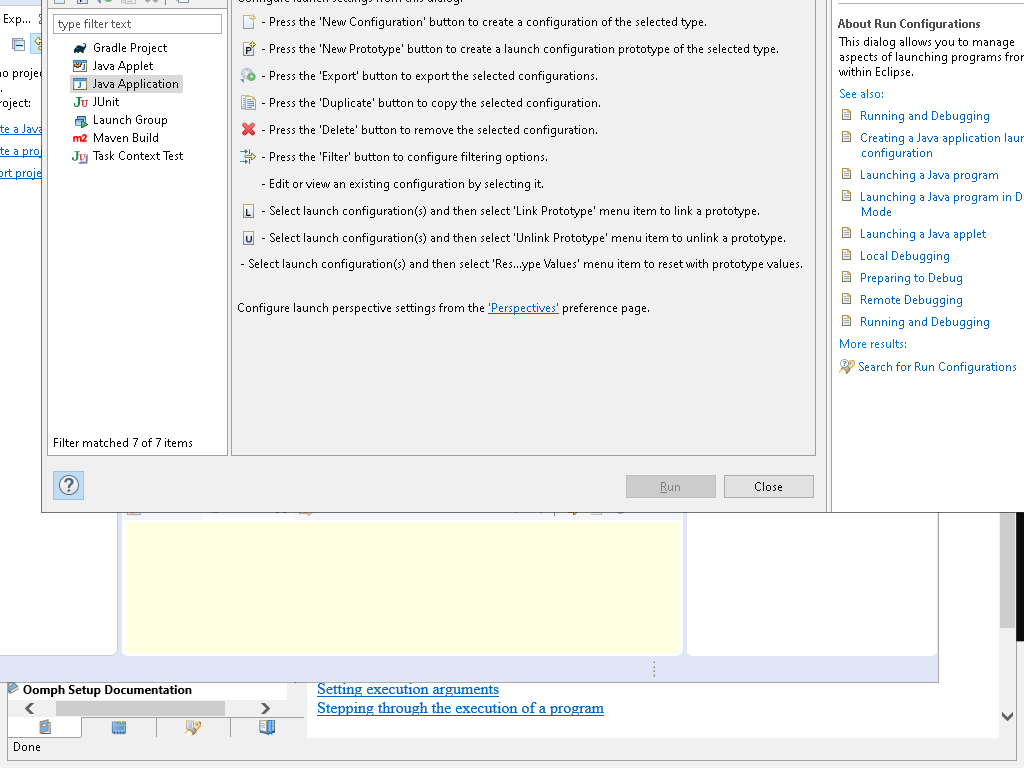 Exp...
type filter text
Gradle Project
Java Applet
Java Application
JUnit
Launch Group
Maven Build
Task Context Test
Filter matched 7 of 7 items
- Press the 'New Configuration' button to create a configuration of the selected type.
- Press the 'New Prototype' button to create a launch configuration prototype of the selected type.
- Press the 'Export' button to export the selected configurations.
- Press the 'Duplicate' button to copy the selected configuration.
- Press the 'Delete' button to remove the selected configuration.
- Press the 'Filter' button to configure filtering options.
- Edit or view an existing configuration by selecting it.
- Select launch configuration(s) and then select 'Link Prototype' menu item to link a prototype.
- Select launch configuration(s) and then select 'Unlink Prototype' menu item to unlink a prototype.
- Select launch configuration(s) and then select 'Res...ype Values' menu item to reset with prototype values.
Configure launch perspective settings from the 'Perspectives' preference page.
Run
Close
About Run Configurations
This dialog allows you to manage
aspects of launching programs from
within Eclipse.
See also:
Running and Debugging
Creating a Java application laun
configuration
Launching a Java program
Launching a Java program in D
Mode
Launching a Java applet
Local Debugging
Preparing to Debug
Remote Debugging
Running and Debugging
More results:
Search for Run Configurations
no projec
roject:
te a Java
te a proj
ort proje
Oomph Setup Documentation
Setting execution arguments
Stepping through the execution of a program
Done